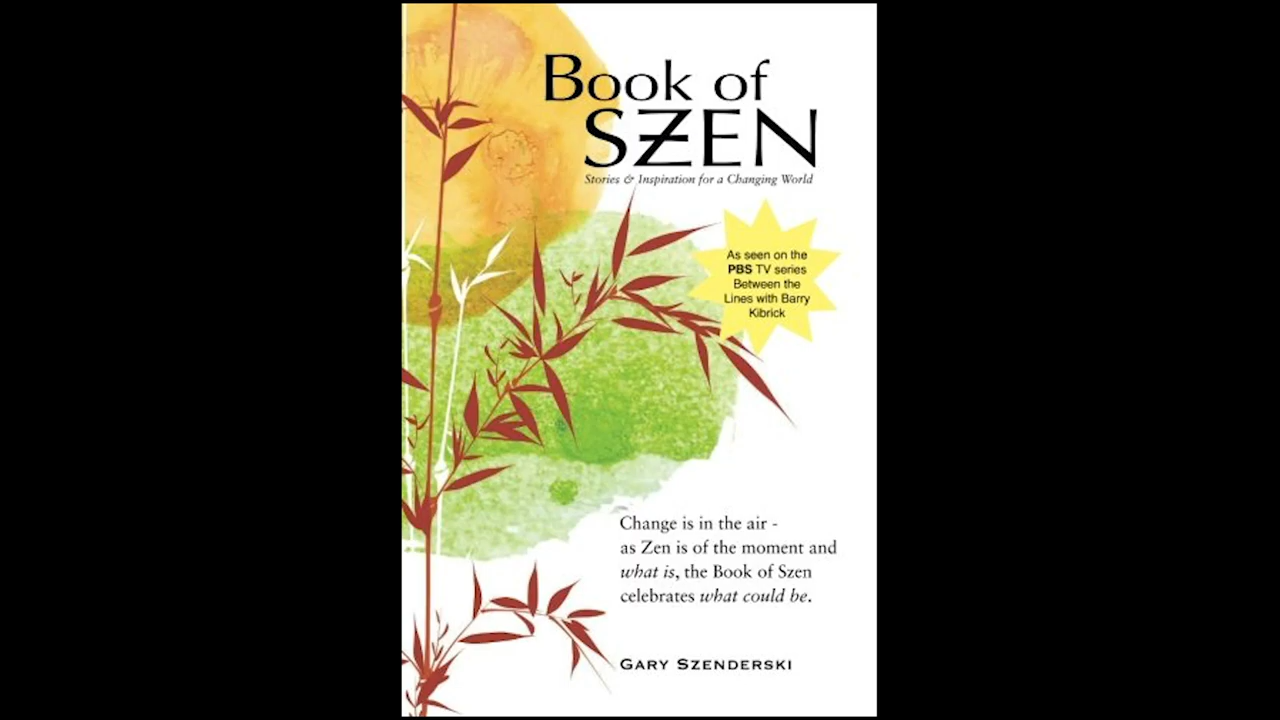 Book of
SZEN
Stories & Inspiration for a Changing World
As seen on the
PBS TV series
Between the
Lines with Barry
Kibrick
Change is in the air -
as Zen is of the moment and
what is, the Book of Szen
celebrates what could be.
Gary Szenderski